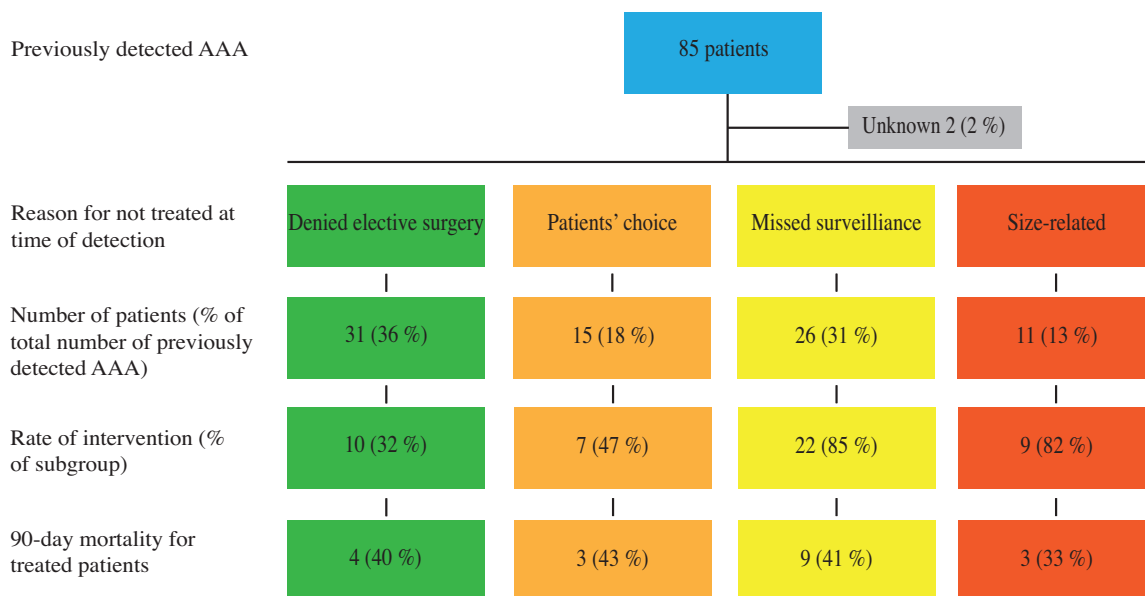 Previously detected AAA
85 patients
Unknown 2 (2 %)
Reason for not treated at
time of detection
Denied elective surgery
Patients’ choice
Missed surveilliance
Size-related
Number of patients (% of
total number of previously
detected AAA)
31 (36 %)
15 (18 %)
26 (31 %)
11 (13 %)
Rate of intervention (%
of subgroup)
10 (32 %)
7 (47 %)
22 (85 %)
9 (82 %)
90-day mortality for
treated patients
4 (40 %)
3 (43 %)
9 (41 %)
3 (33 %)